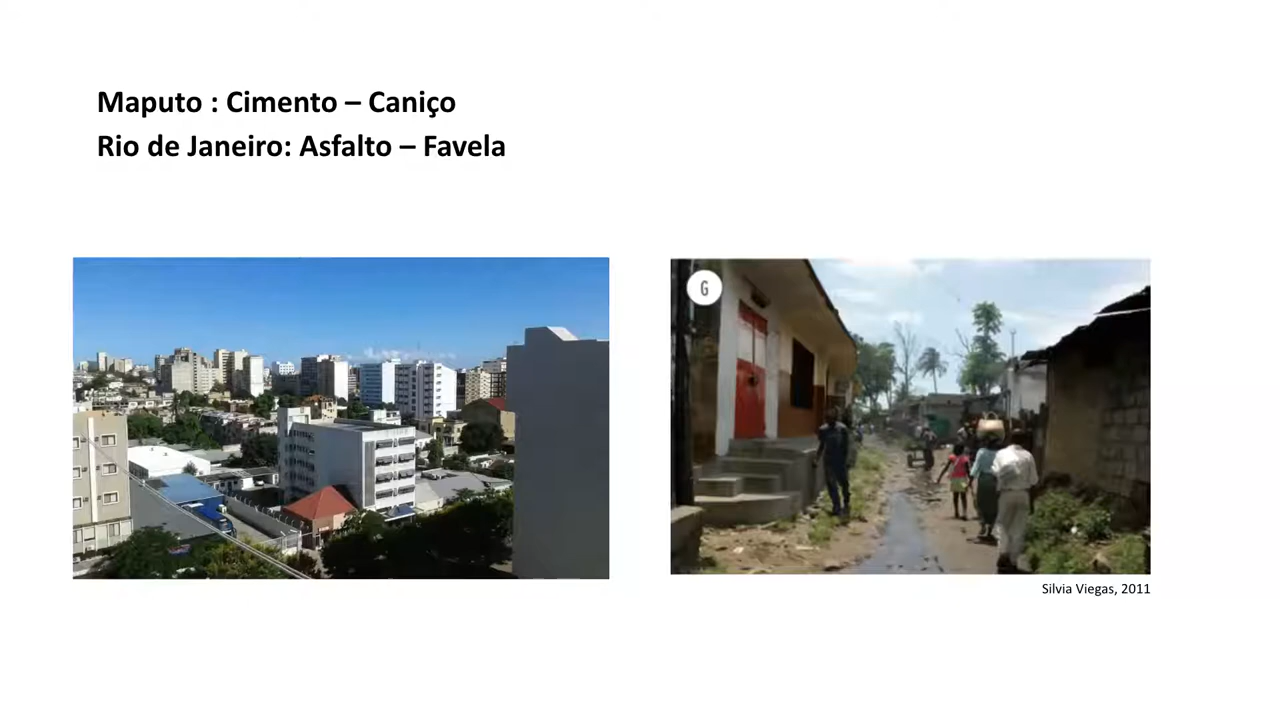 Maputo : Cimento – Caniço
Rio de Janeiro: Asfalto – Favela
G
Silvia Viegas, 2011